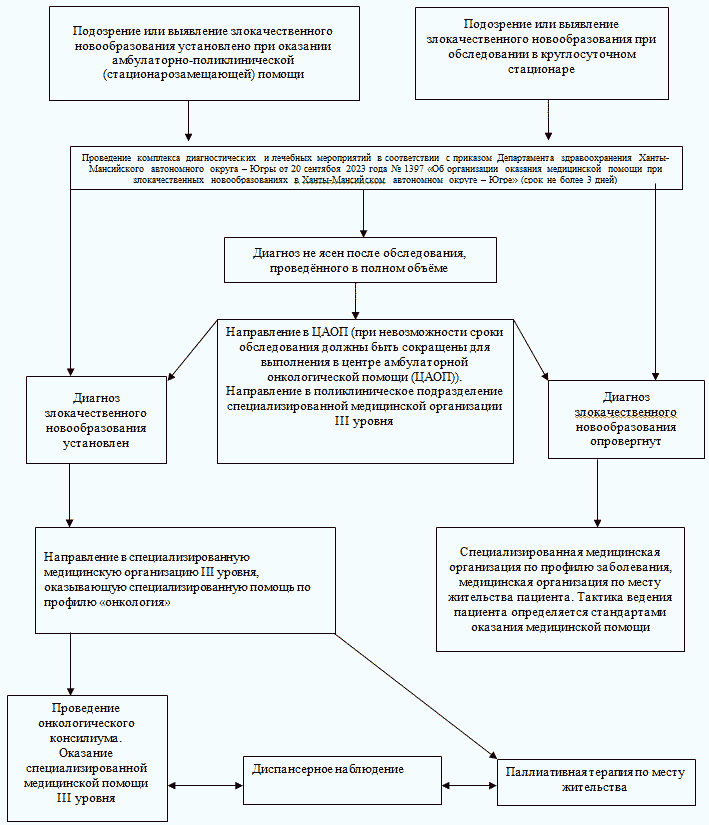 Подозрение или выявление злокачественного
новообразования установлено при оказании
амбулаторно-поликлинической
(стационарозамещающей) помощи
Подозрение или выявление
злокачественного новообразования при
обследовании в круглосуточном
стационаре
Проведение комплекса диагностических и лечебных мероприятий в соответствии с приказом Департамента здравоохранения Ханты-
Мансийского автономного округа – Югры от 20 сентября 2023 года № 1397 «Об организации оказания медицинской помощи при
злокачественных новообразованиях в Ханты-Мансийском автономном округе – Югре» (срок не более 3 дней)
Диагноз не ясен после обследования,
проведённого в полном объёме
Направление в ЦАОП (при невозможности сроки
обследования должны быть сокращены для
выполнения в центре амбулаторной
онкологической помощи (ЦАОП)).
Направление в поликлиническое подразделение
специализированной медицинской организации
III уровня
Диагноз
злокачественного
новообразования
установлен
Диагноз
злокачественного
новообразования
опровергнут
Направление в специализированную
медицинскую организацию III уровня,
оказывающую специализированную помощь по
профилю «онкология»
Специализированная медицинская
организация по профилю заболевания,
медицинская организация по месту
жительства пациента. Тактика ведения
пациента определяется стандартами
оказания медицинской помощи
Проведение
онкологического
консилиума.
Оказание
специализированной
медицинской помощи
III уровня
Диспансерное наблюдение
Паллиативная терапия по месту
жительства